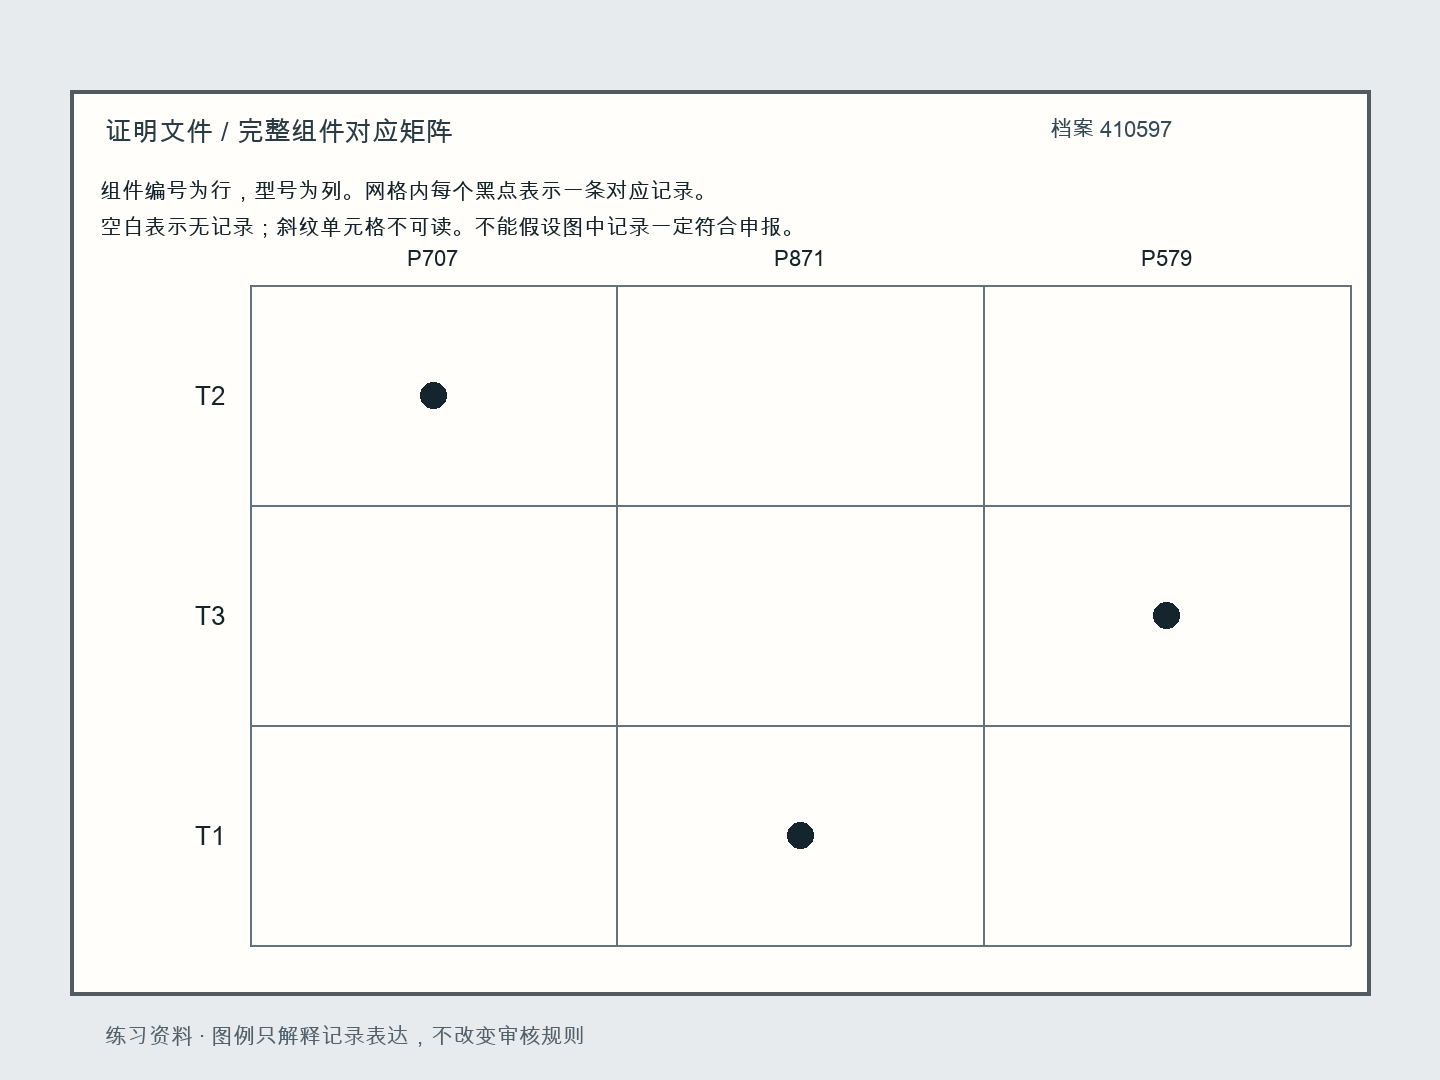 证明文件 / 完整组件对应矩阵
档案 410597
组件编号为行，型号为列。网格内每个黑点表示一条对应记录。
空白表示无记录；斜纹单元格不可读。不能假设图中记录一定符合申报。
P707 P871 P579
T2
T3
T1
练习资料 · 图例只解释记录表达，不改变审核规则